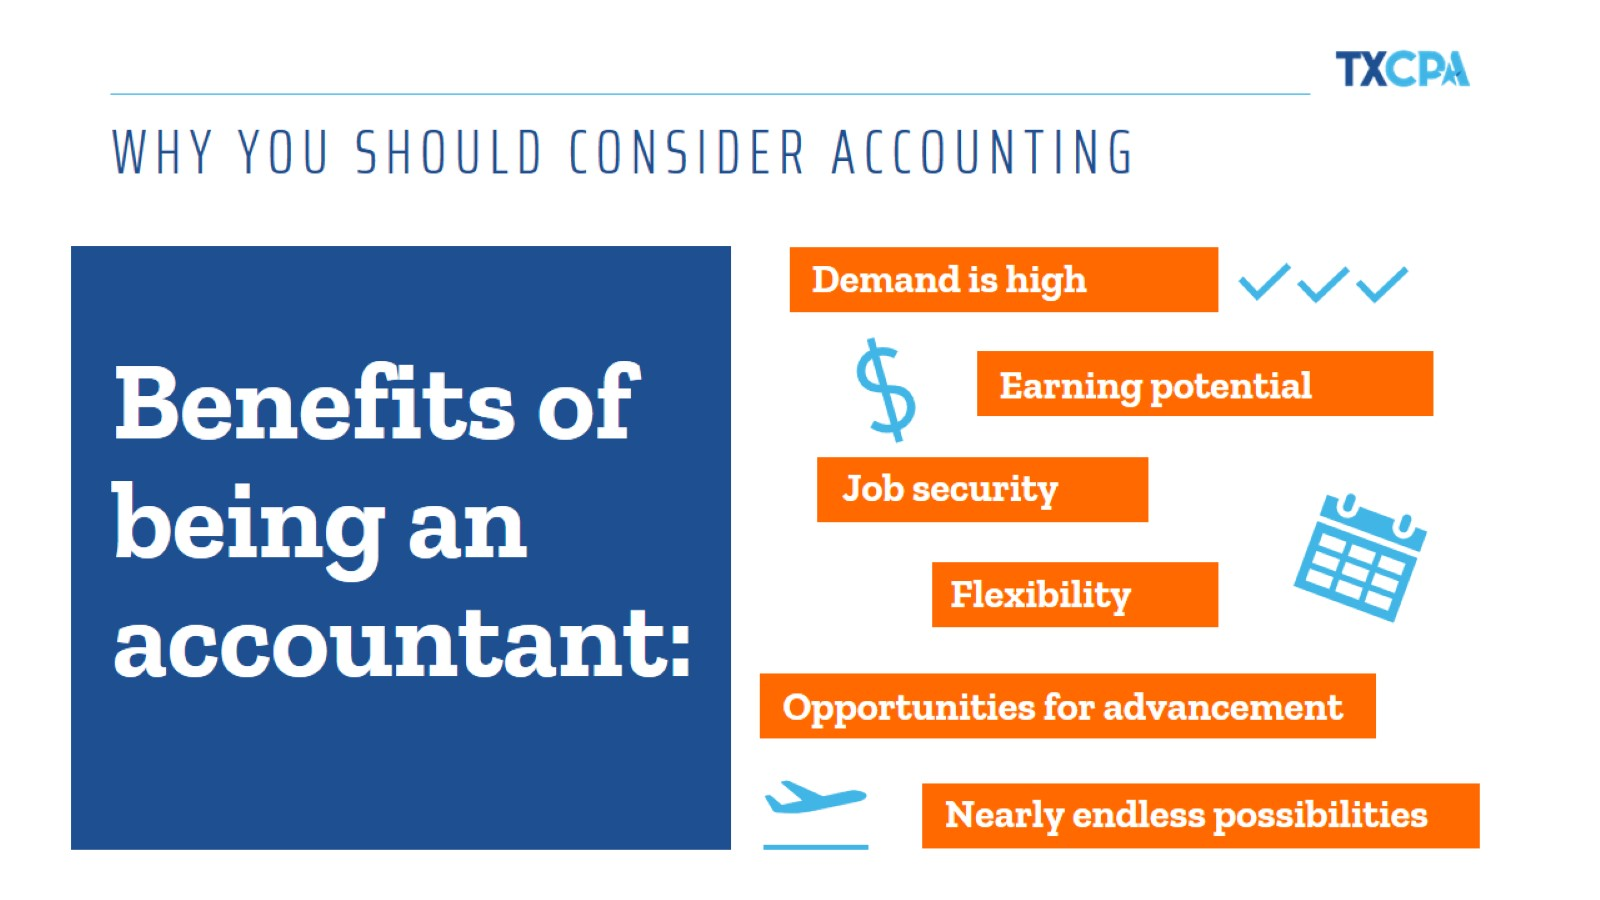 TXCPA
WHY YOU SHOULD CONSIDER ACCOUNTING
Benefits of
being an
accountant:
Demand is high
Earning potential
Job security
Flexibility
Opportunities for advancement
Nearly endless possibilities